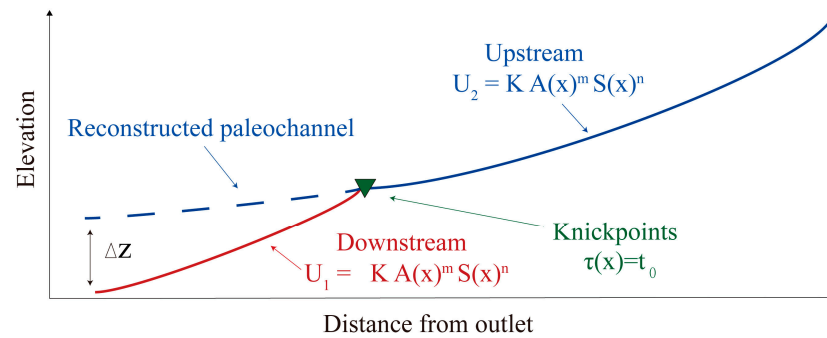 Upstream
U₂ = K A(x)ᵐ S(x)ⁿ
Reconstructed paleochannel
Elevation
ΔZ
Downstream
U₁ = K A(x)ᵐ S(x)ⁿ
Knickpoints
τ(x)=t₀
Distance from outlet